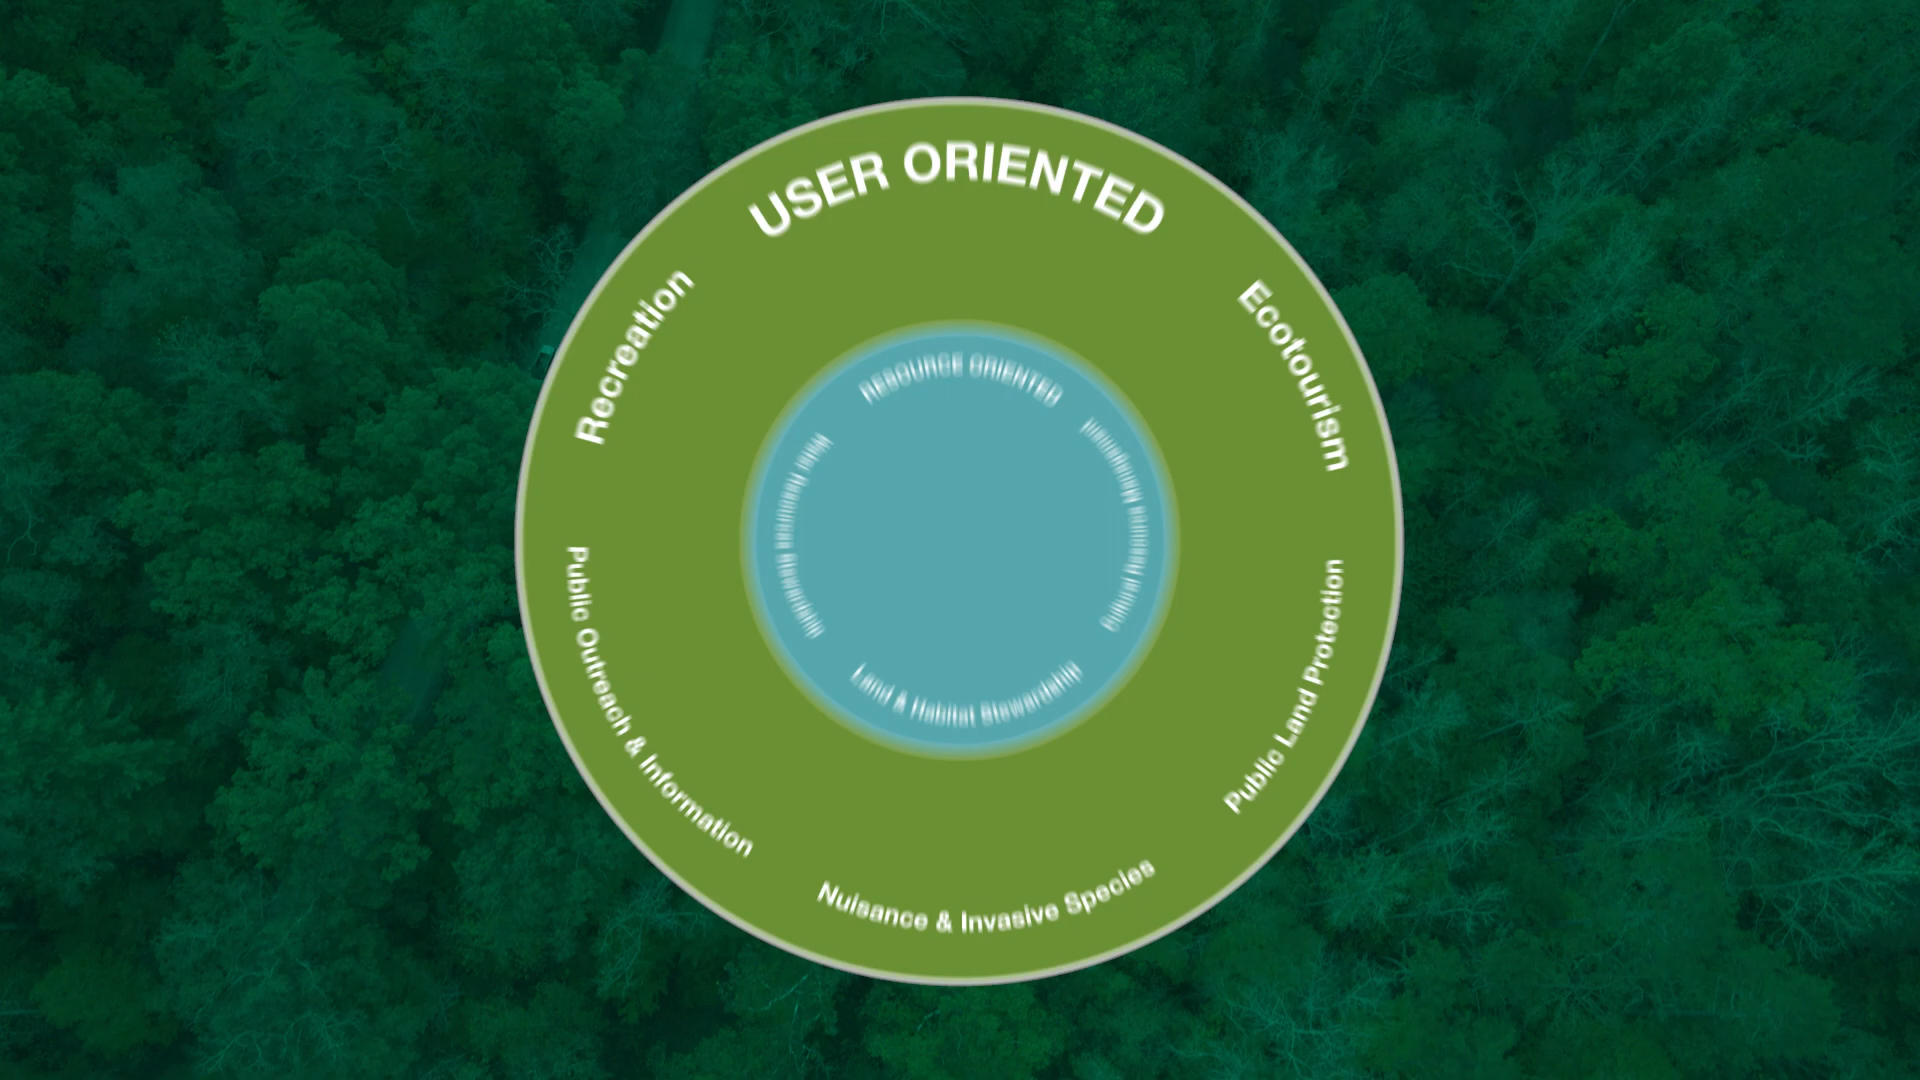 USER ORIENTED
Recreation
Ecotourism
Public Outreach & Information
Public Land Protection
Nuisance & Invasive Species
RESOURCE ORIENTED
Land & Habitat Stewardship